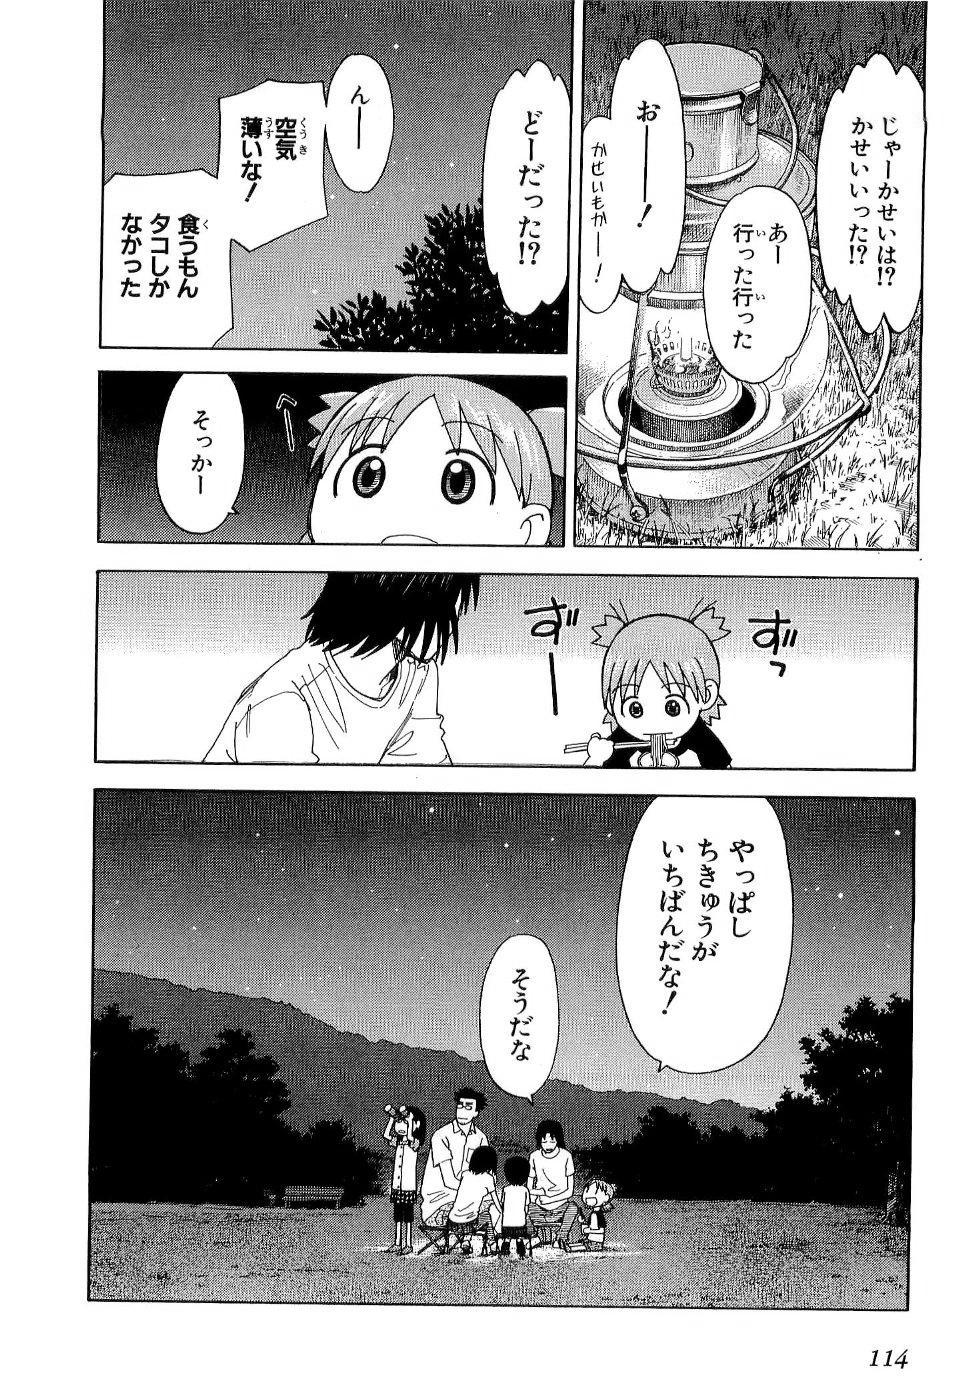 じゃーかせいは!?
かせいいった!?
あー
行った行った
おーー!
かせいもかー!
どーだった!?
んー
空気
薄いな!
食うもん
タコしか
なかった
そっかー
ずっ
ずー
やっぱし
ちきゅうが
いちばんだな!
そうだな
114